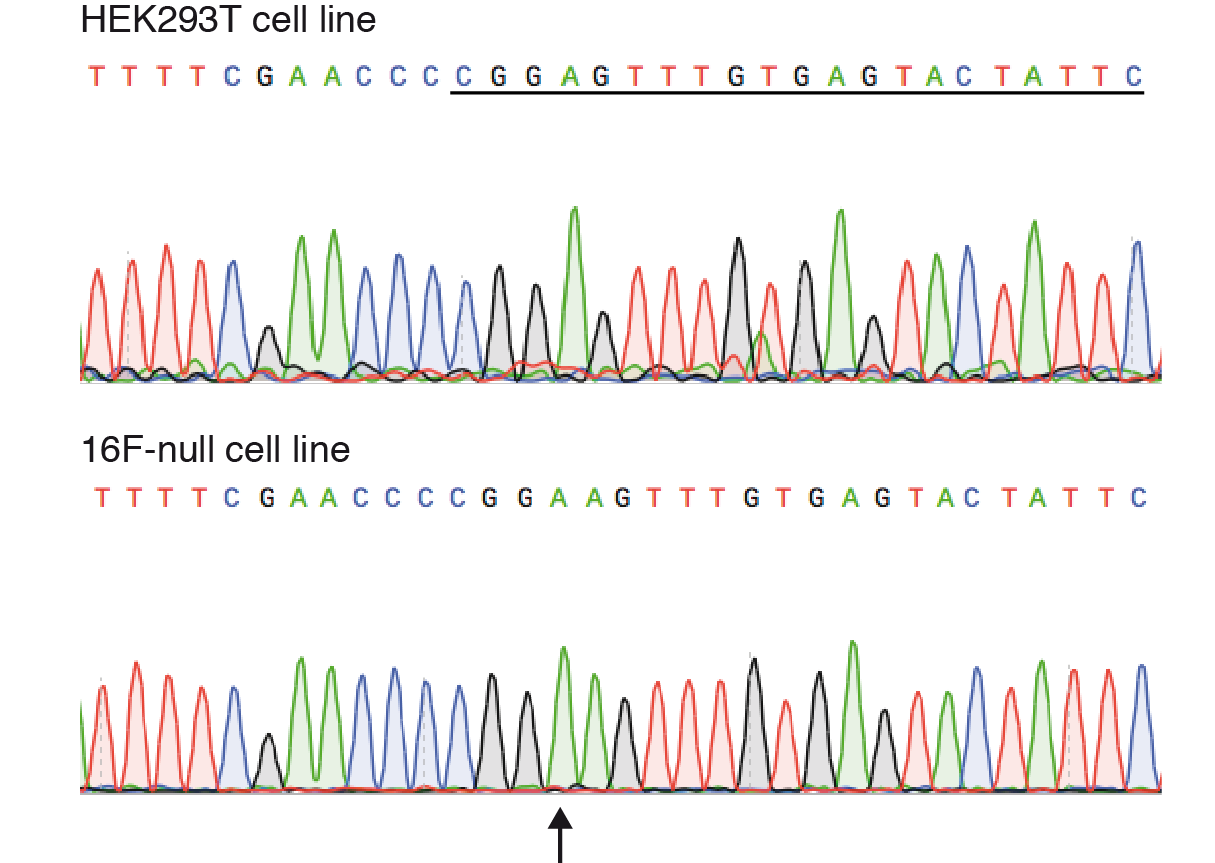 HEK293T cell line
T T T T C G A A C C C C G G A G T T T G T G A G T A C T A T T C
16F-null cell line
T T T T C G A A C C C C G G A A G T T T G T G A G T A C T A T T C